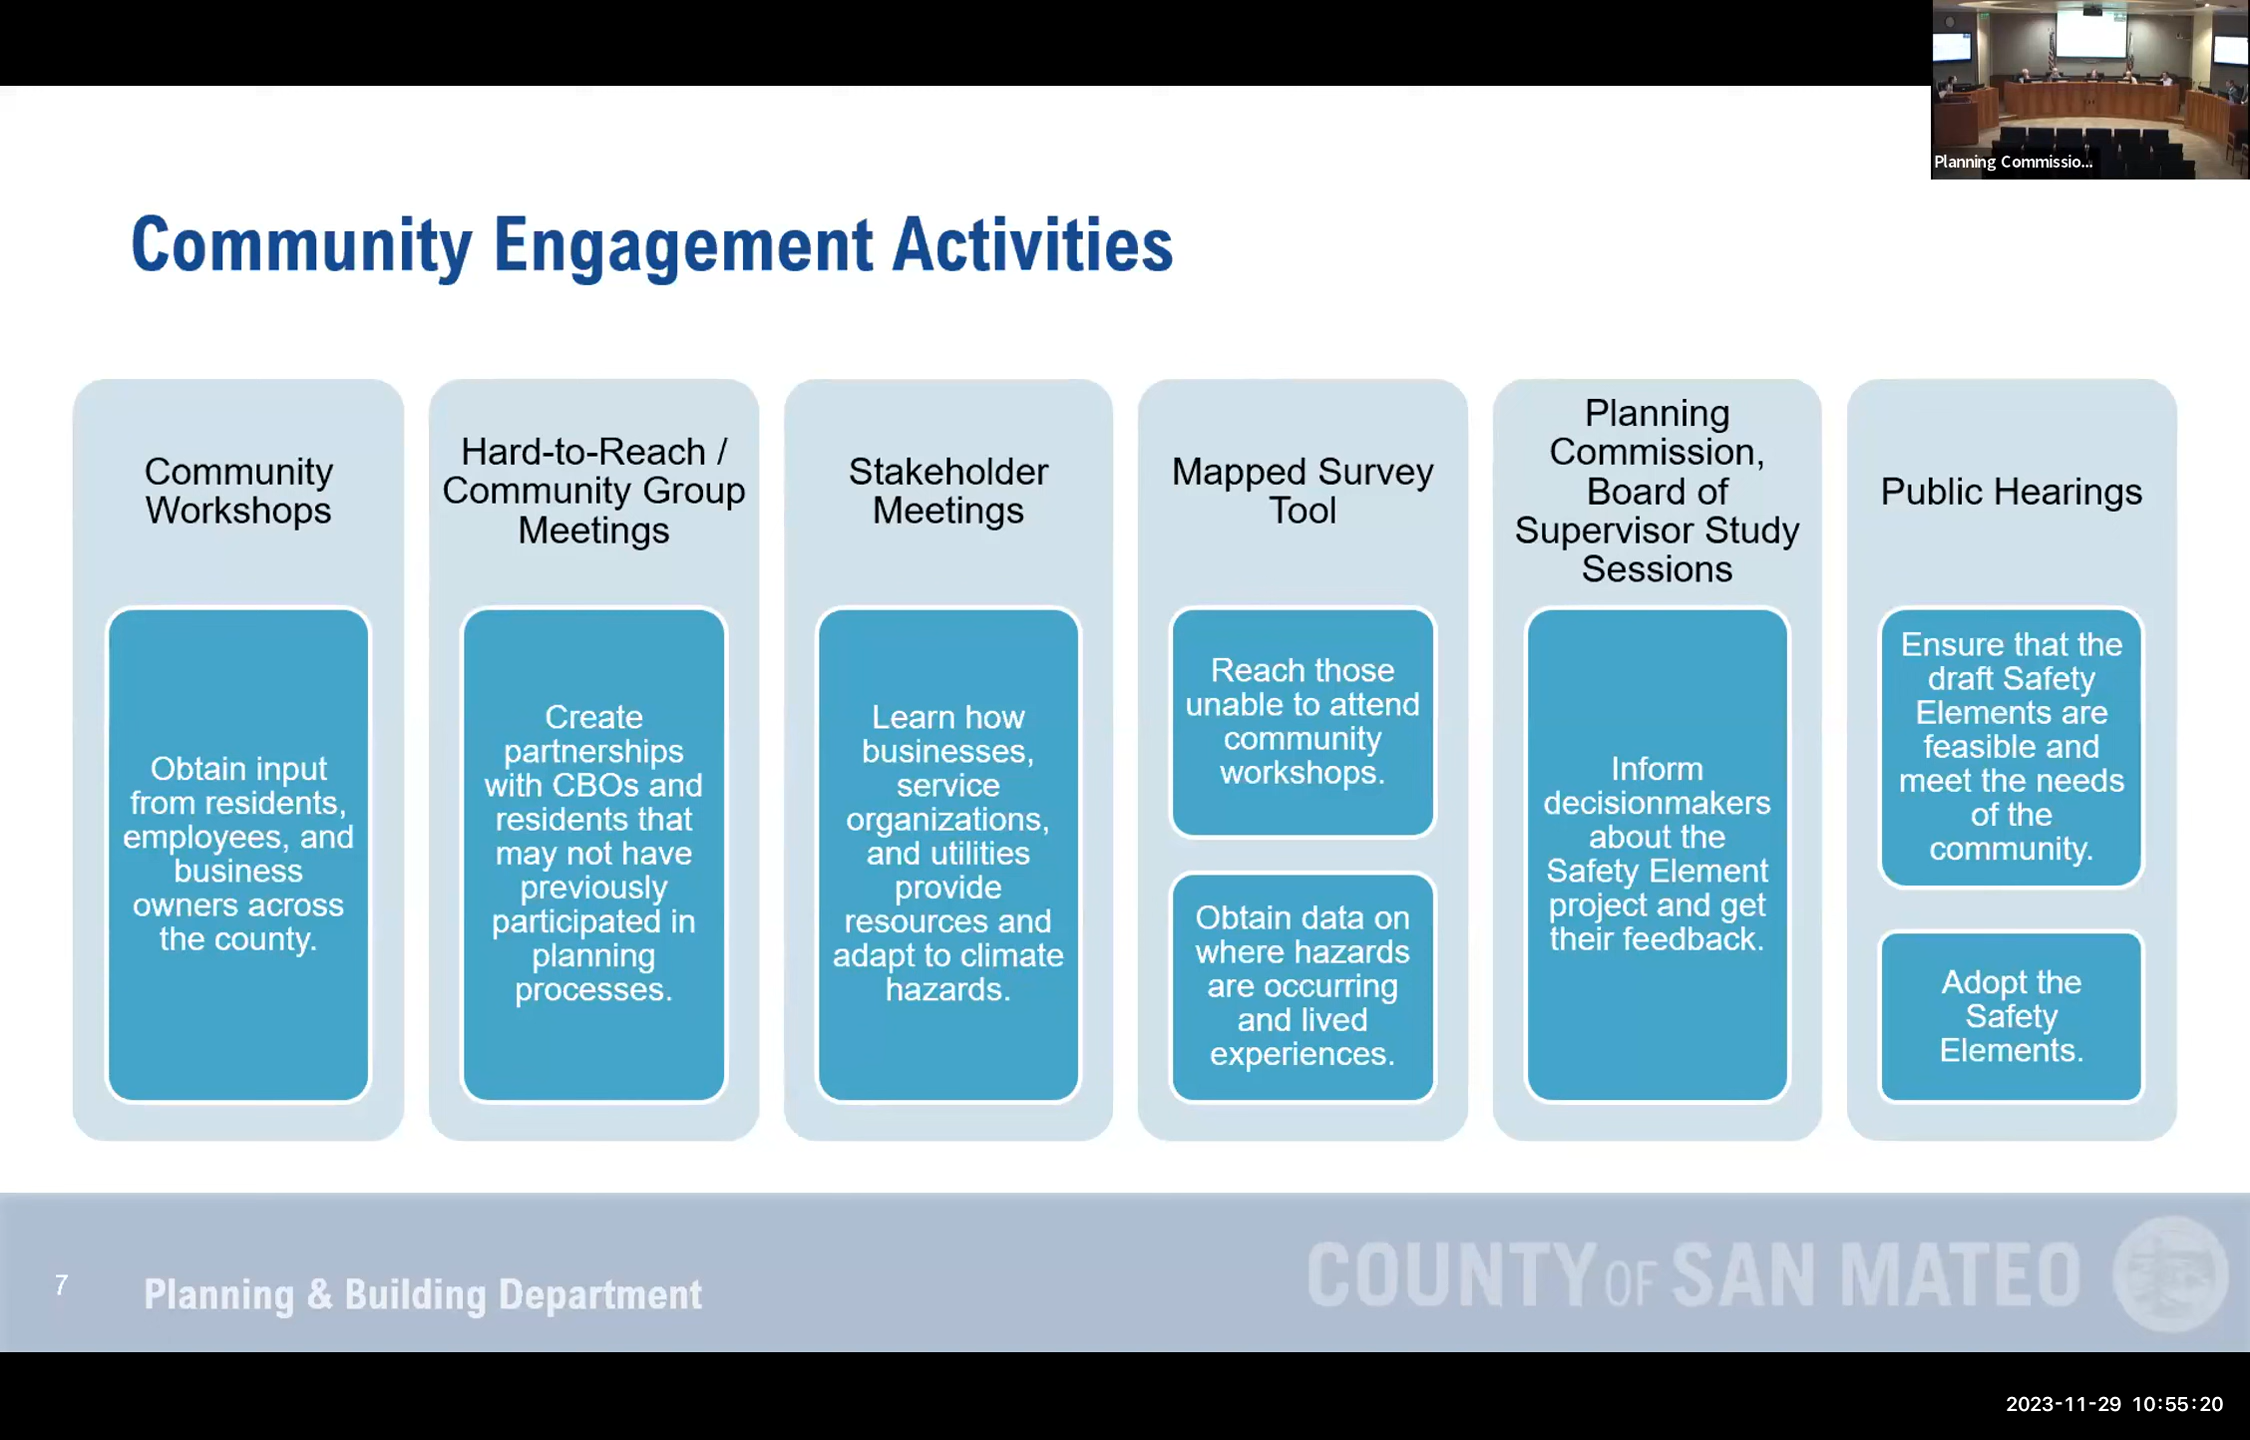 Planning Commissio...
Community Engagement Activities
Community
Workshops
Obtain input
from residents,
employees, and
business
owners across
the county.
Hard-to-Reach /
Community Group
Meetings
Create
partnerships
with CBOs and
residents that
may not have
previously
participated in
planning
processes.
Stakeholder
Meetings
Learn how
businesses,
service
organizations,
and utilities
provide
resources and
adapt to climate
hazards.
Mapped Survey
Tool
Reach those
unable to attend
community
workshops.
Obtain data on
where hazards
are occurring
and lived
experiences.
Planning
Commission,
Board of
Supervisor Study
Sessions
Inform
decisionmakers
about the
Safety Element
project and get
their feedback.
Public Hearings
Ensure that the
draft Safety
Elements are
feasible and
meet the needs
of the
community.
Adopt the
Safety
Elements.
7
Planning & Building Department
COUNTY OF SAN MATEO
2023-11-29 10:55:20